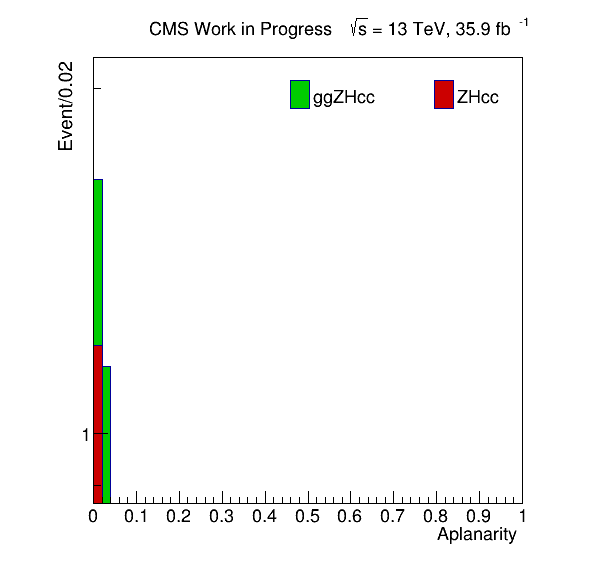 CMS Work in Progress √s = 13 TeV, 35.9 fb -1
Event/0.02
ggZHcc ZHcc
1
0 0.1 0.2 0.3 0.4 0.5 0.6 0.7 0.8 0.9 1
Aplanarity